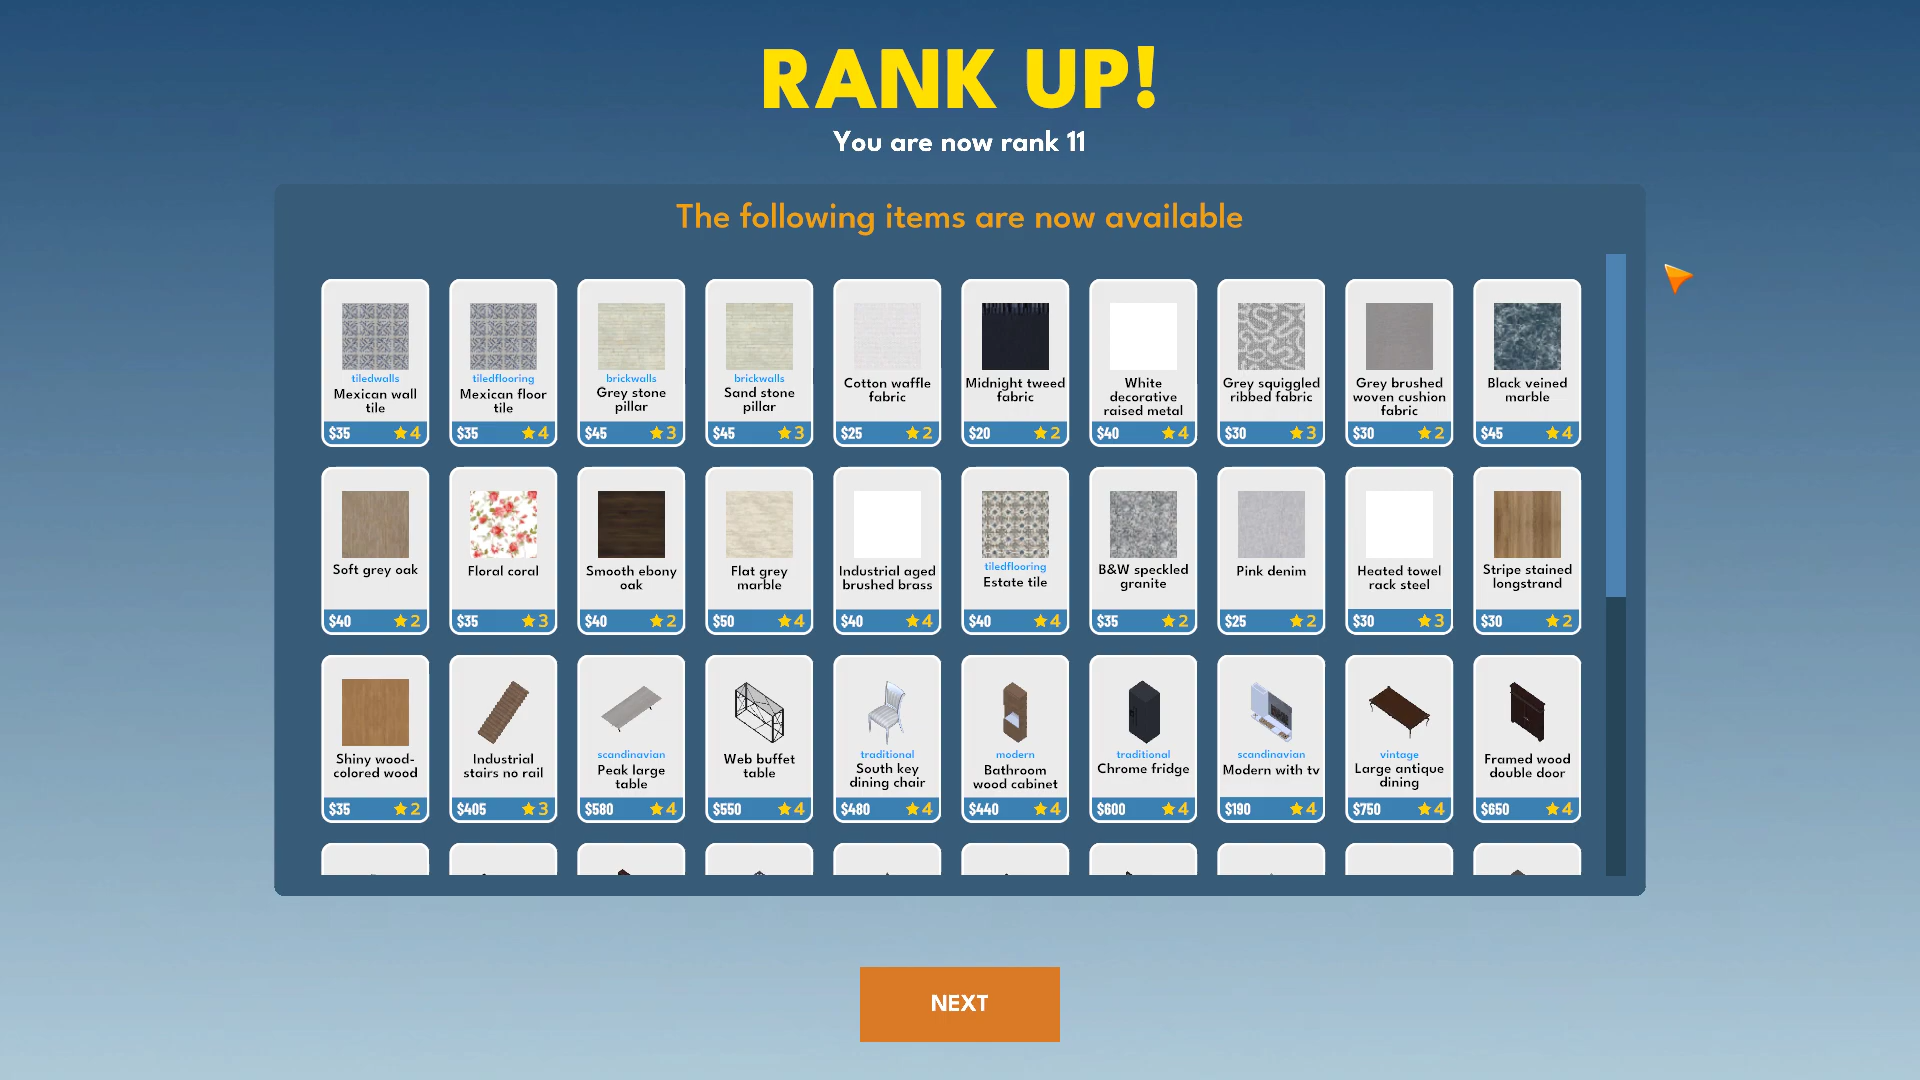 RANK UP!
You are now rank 11
The following items are now available
tiledwalls
Mexican wall
tile
$35 4
tiledflooring
Mexican floor
tile
$35 4
brickwalls
Grey stone
pillar
$45 3
brickwalls
Sand stone
pillar
$45 3
Cotton waffle
fabric
$25 2
Midnight tweed
fabric
$20 2
White
decorative
raised metal
$40 4
Grey squiggled
ribbed fabric
$30 3
Grey brushed
woven cushion
fabric
$30 2
Black veined
marble
$45 4
Soft grey oak
$40 2
Floral coral
$35 3
Smooth ebony
oak
$40 2
Flat grey
marble
$50 4
Industrial aged
brushed brass
$40 4
tiledflooring
Estate tile
$40 4
B&W speckled
granite
$35 2
Pink denim
$25 2
Heated towel
rack steel
$30 3
Stripe stained
longstrand
$30 2
Shiny wood-
colored wood
$35 2
Industrial
stairs no rail
$405 3
scandinavian
Peak large
table
$580 4
Web buffet
table
$550 4
traditional
South key
dining chair
$480 4
modern
Bathroom
wood cabinet
$440 4
traditional
Chrome fridge
$600 4
scandinavian
Modern with tv
$190 4
vintage
Large antique
dining
$750 4
Framed wood
double door
$650 4
NEXT